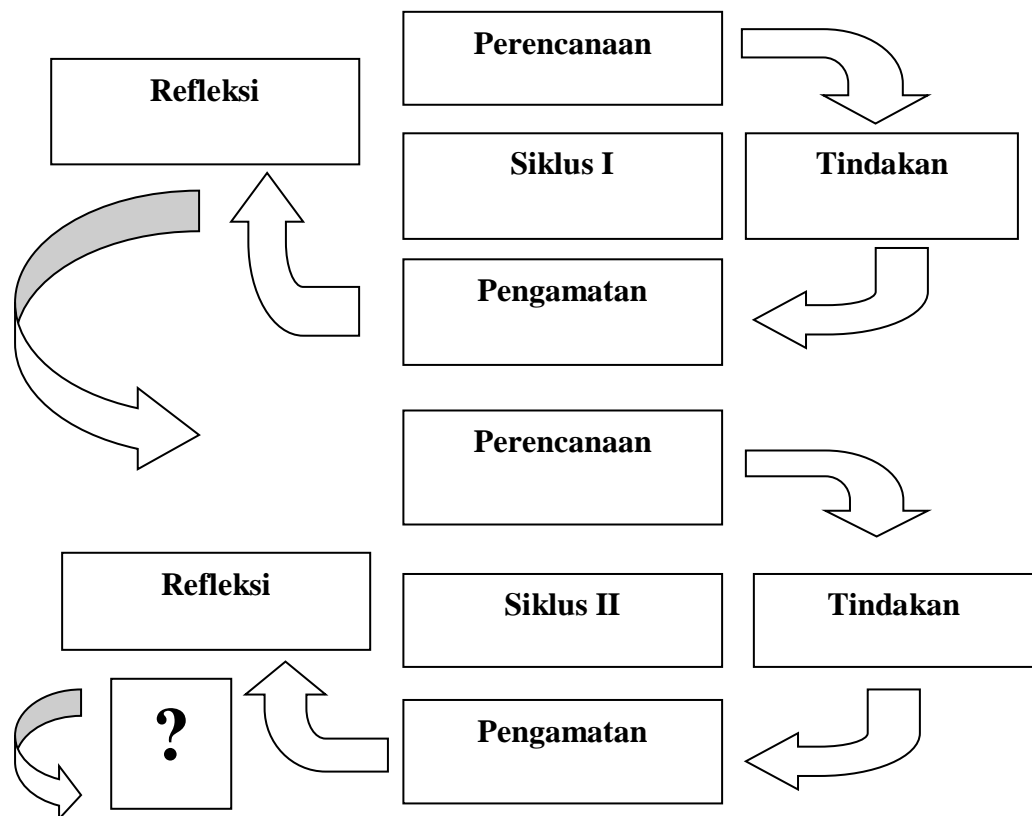 Perencanaan
Refleksi
Siklus I
Tindakan
Pengamatan
Perencanaan
Refleksi
Siklus II
Tindakan
?
Pengamatan